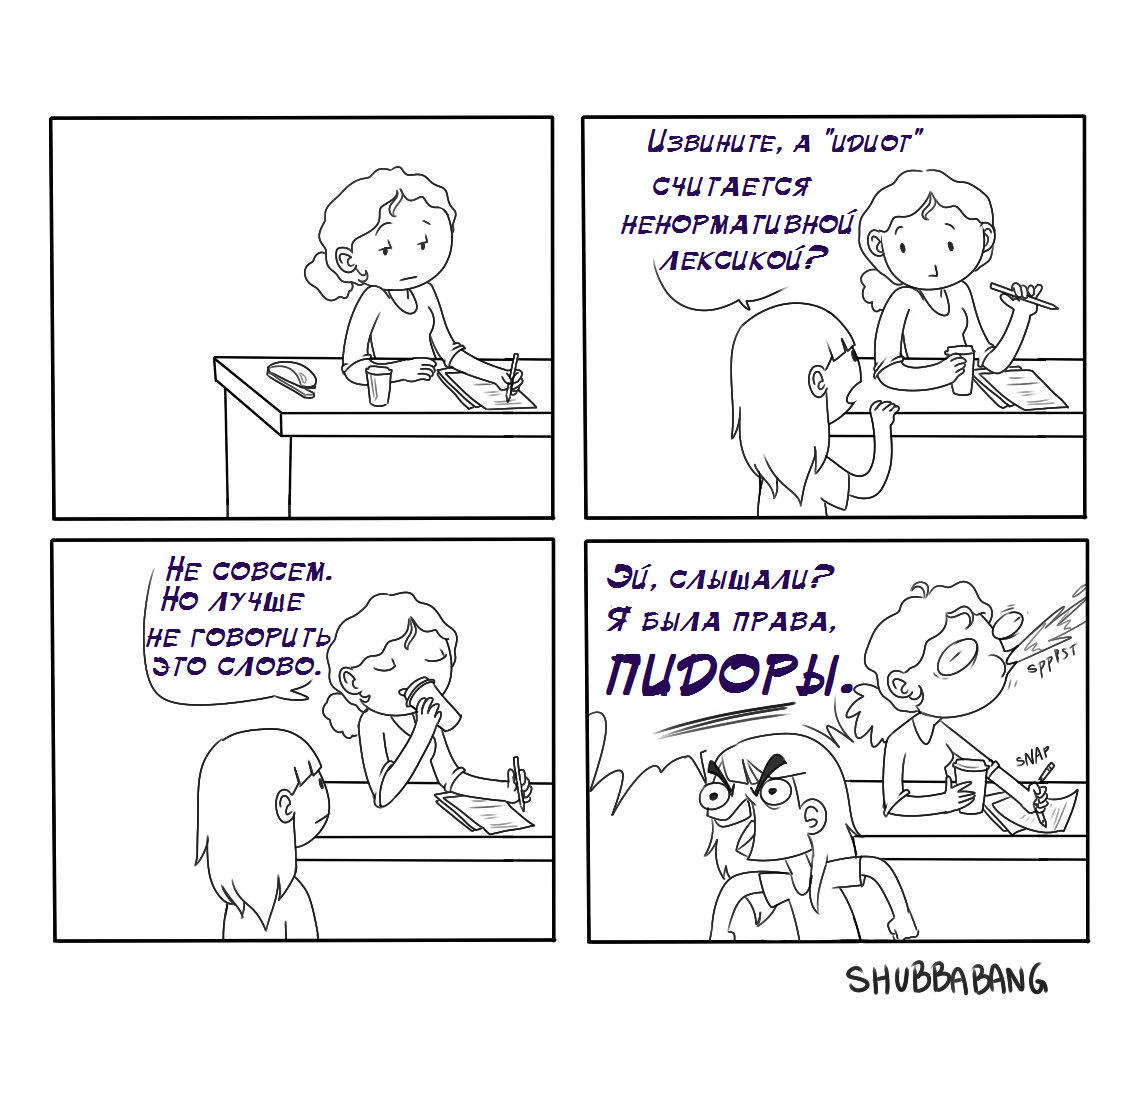 Извините, а "идиот"
считается
ненормативной
лексикой?
Не совсем.
Но лучше
не говорить
это слово.
Эй, слышали?
Я была права,
ПИДОРЫ.
SPPPST
SNAP
SHUBBABANG